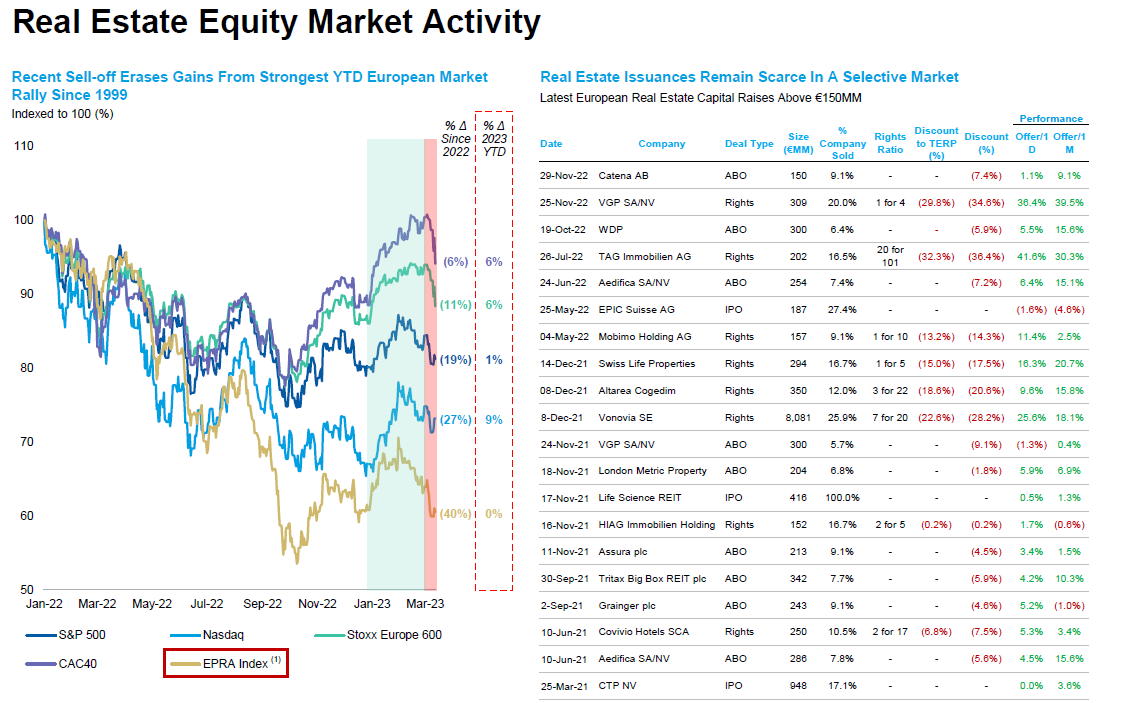 Real Estate Equity Market Activity
Recent Sell-off Erases Gains From Strongest YTD European Market
Rally Since 1999
Indexed to 100 (%)
% Δ
Since
2022
% Δ
2023
YTD
110
100
90
80
70
60
50
(6%) 6%
(11%) 6%
(19%) 1%
(27%) 9%
(40%) 0%
Jan-22 Mar-22 May-22 Jul-22 Sep-22 Nov-22 Jan-23 Mar-23
S&P 500 Nasdaq Stoxx Europe 600
CAC40 EPRA Index (1)
Real Estate Issuances Remain Scarce In A Selective Market
Latest European Real Estate Capital Raises Above €150MM
Performance
Date Company Deal Type Size (€MM) % Company Sold Rights Ratio Discount to TERP (%) Discount (%) Offer/1 D Offer/1 M
29-Nov-22 Catena AB ABO 150 9.1% - - (7.4%) 1.1% 9.1%
25-Nov-22 VGP SA/NV Rights 309 20.0% 1 for 4 (29.8%) (34.6%) 36.4% 39.5%
19-Oct-22 WDP ABO 300 6.4% - - (5.9%) 5.5% 15.6%
26-Jul-22 TAG Immobilien AG Rights 202 16.5% 20 for 101 (32.3%) (36.4%) 41.6% 30.3%
24-Jun-22 Aedifica SA/NV ABO 254 7.4% - - (7.2%) 6.4% 15.1%
25-May-22 EPIC Suisse AG IPO 187 27.4% - - - (1.6%) (4.6%)
04-May-22 Mobimo Holding AG Rights 157 9.1% 1 for 10 (13.2%) (14.3%) 11.4% 2.5%
14-Dec-21 Swiss Life Properties Rights 294 16.7% 1 for 5 (15.0%) (17.5%) 16.3% 20.7%
08-Dec-21 Altarea Cogedim Rights 350 12.0% 3 for 22 (18.6%) (20.6%) 9.6% 15.8%
8-Dec-21 Vonovia SE Rights 8,081 25.9% 7 for 20 (22.6%) (28.2%) 25.6% 18.1%
24-Nov-21 VGP SA/NV ABO 300 5.7% - - (9.1%) (1.3%) 0.4%
18-Nov-21 London Metric Property ABO 204 6.8% - - (1.8%) 5.9% 6.9%
17-Nov-21 Life Science REIT IPO 416 100.0% - - - 0.5% 1.3%
16-Nov-21 HIAG Immobilien Holding Rights 152 16.7% 2 for 5 (0.2%) (0.2%) 1.7% (0.6%)
11-Nov-21 Assura plc ABO 213 9.1% - - (4.5%) 3.4% 1.5%
30-Sep-21 Tritax Big Box REIT plc ABO 342 7.7% - - (5.9%) 4.2% 10.3%
2-Sep-21 Grainger plc ABO 243 9.1% - - (4.6%) 5.2% (1.0%)
10-Jun-21 Covivio Hotels SCA Rights 250 10.5% 2 for 17 (6.8%) (7.5%) 5.3% 3.4%
10-Jun-21 Aedifica SA/NV ABO 286 7.8% - - (5.6%) 4.5% 15.6%
25-Mar-21 CTP NV IPO 948 17.1% - - - 0.0% 3.6%